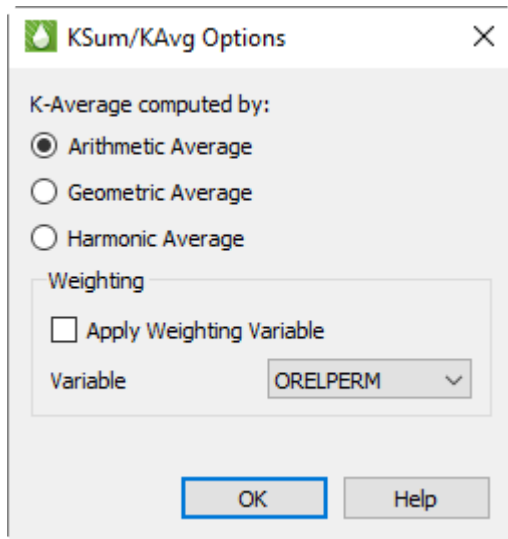 KSum/KAvg Options
K-Average computed by:
Arithmetic Average
Geometric Average
Harmonic Average
Weighting
Apply Weighting Variable
Variable ORELPERM
OK Help